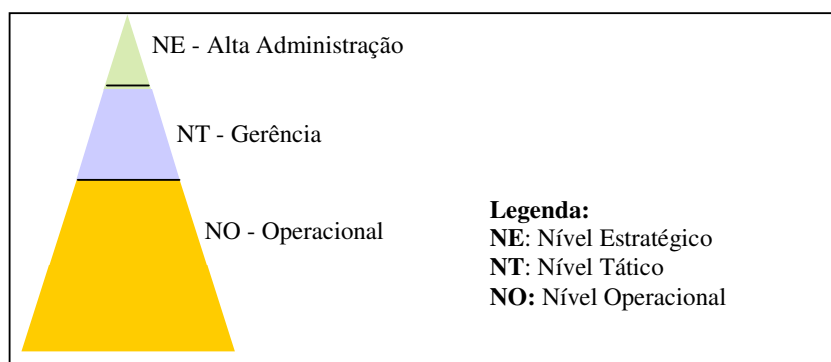 NE - Alta Administração
NT - Gerência
NO - Operacional
Legenda:
NE: Nível Estratégico
NT: Nível Tático
NO: Nível Operacional